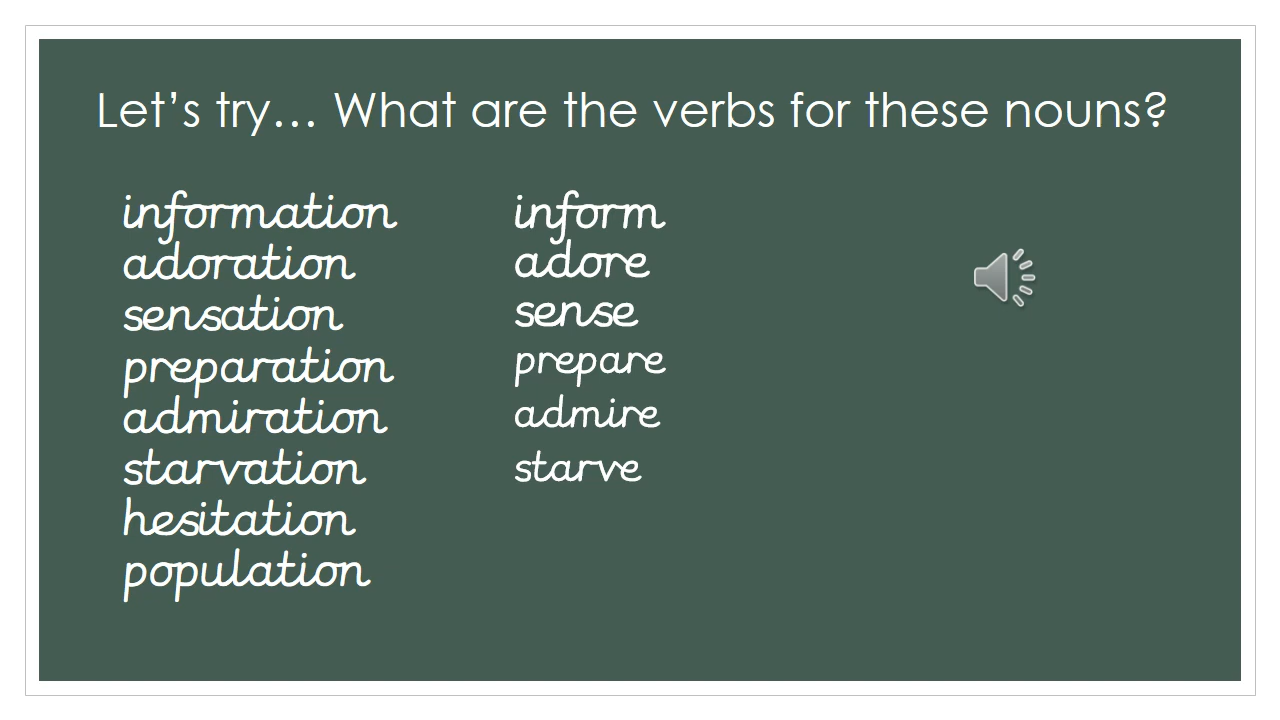 Let’s try… What are the verbs for these nouns?
information
adoration
sensation
preparation
admiration
starvation
hesitation
population
inform
adore
sense
prepare
admire
starve